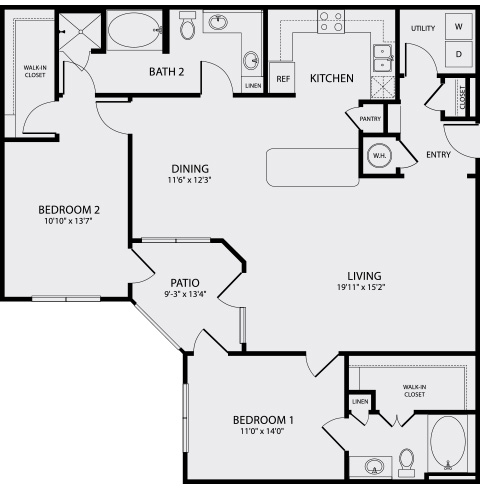 WALK-IN
CLOSET
BATH 2
LINEN
REF
KITCHEN
UTILITY
W
D
CLOSET
PANTRY
W.H.
ENTRY
DINING
11'6" x 12'3"
BEDROOM 2
10'10" x 13'7"
PATIO
9'-3" x 13'4"
LIVING
19'11" x 15'2"
WALK-IN
CLOSET
LINEN
BEDROOM 1
11'0" x 14'0"